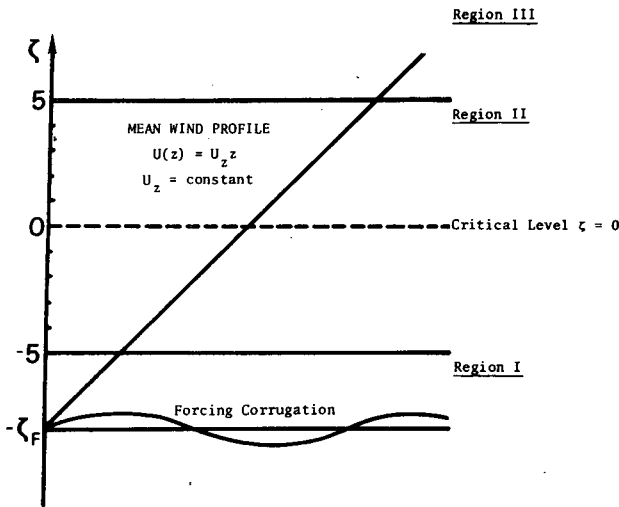 Region III
ζ
5
Region II
MEAN WIND PROFILE
U(z) = U_z z
U_z = constant
0
Critical Level ζ = 0
-5
Region I
Forcing Corrugation
-ζ_F